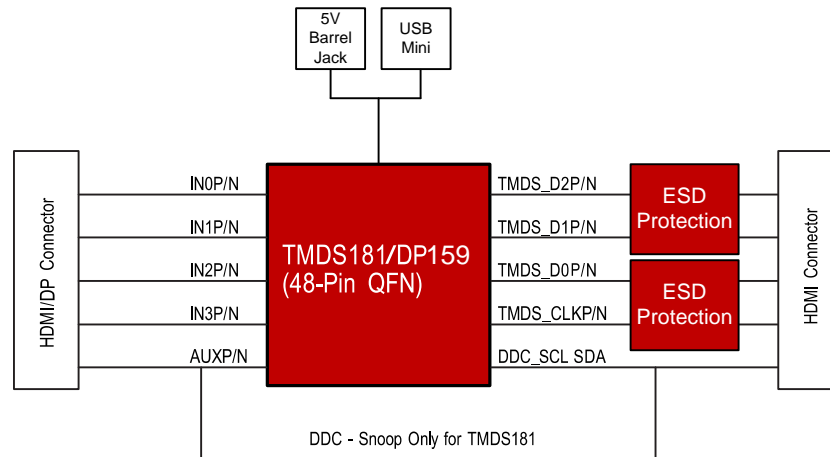 5V
Barrel
Jack
USB
Mini
HDMI/DP Connector
IN0P/N
IN1P/N
IN2P/N
IN3P/N
AUXP/N
TMDS181/DP159
(48-Pin QFN)
TMDS_D2P/N
TMDS_D1P/N
TMDS_D0P/N
TMDS_CLKP/N
DDC_SCL SDA
ESD
Protection
ESD
Protection
HDMI Connector
DDC - Snoop Only for TMDS181